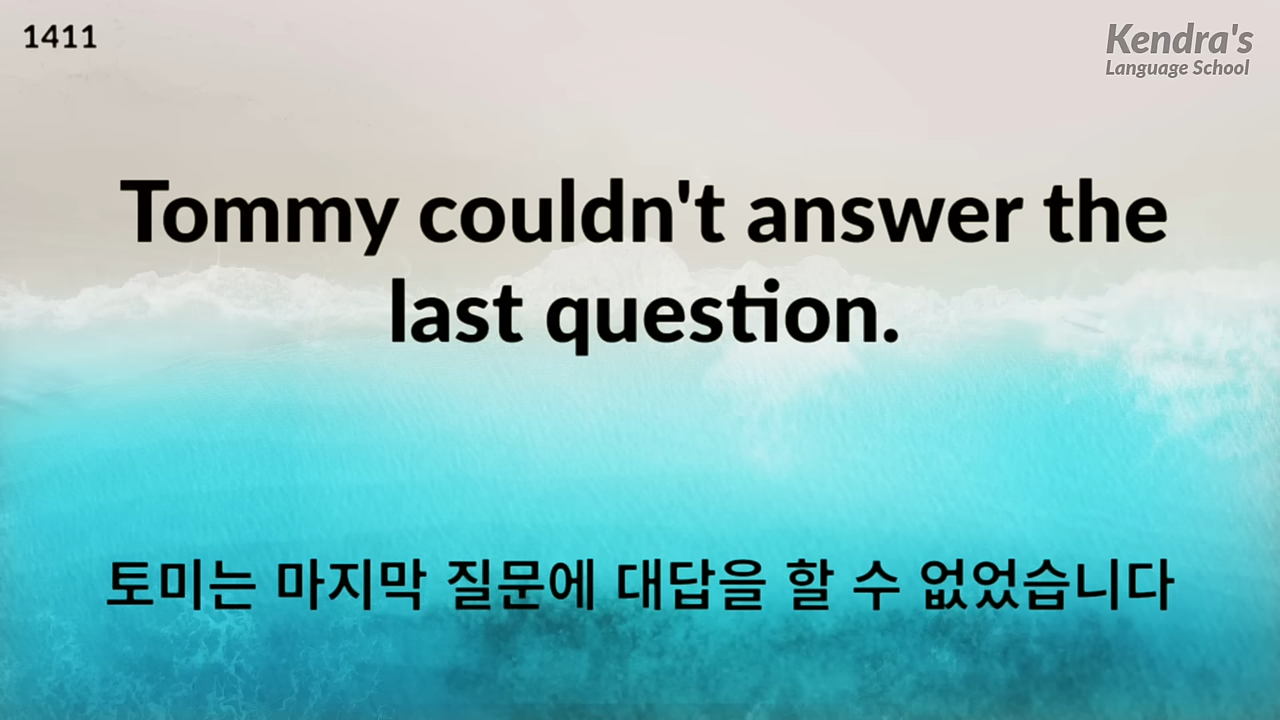 1411
Kendra's
Language School
Tommy couldn't answer the
last question.
토미는 마지막 질문에 대답을 할 수 없었습니다